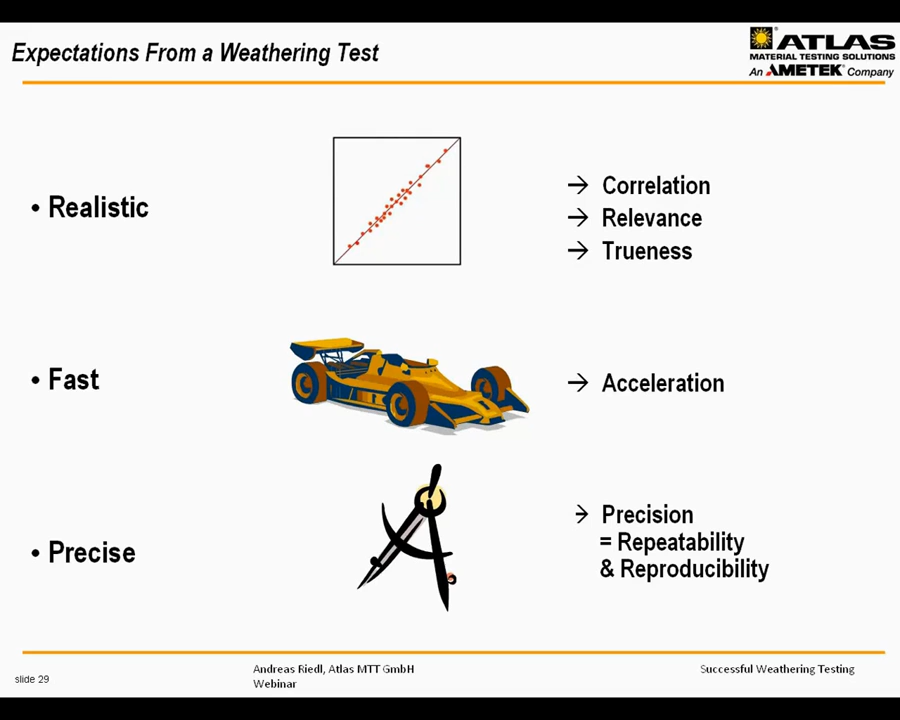 Expectations From a Weathering Test
ATLAS
MATERIAL TESTING SOLUTIONS
An AMETEK® Company
• Realistic
→ Correlation
→ Relevance
→ Trueness
• Fast
→ Acceleration
• Precise
→ Precision
= Repeatability
& Reproducibility
slide 29
Andreas Riedl, Atlas MTT GmbH
Webinar
Successful Weathering Testing